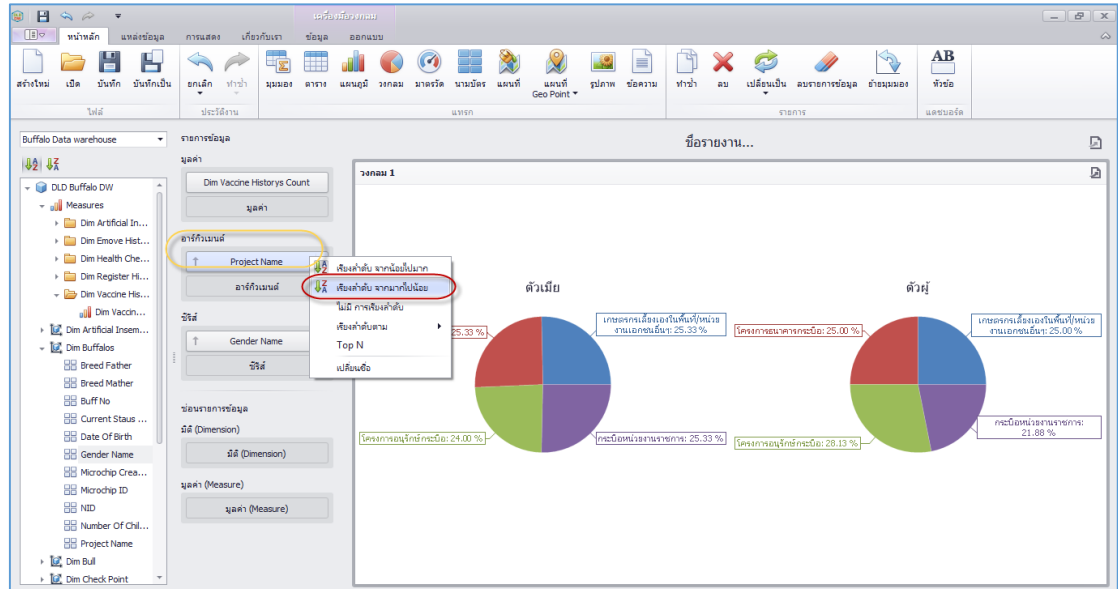 เครื่องมือวงกลม
หน้าหลัก แหล่งข้อมูล การแสดง เกี่ยวกับเรา ข้อมูล ออกแบบ
สร้างใหม่ เปิด บันทึก บันทึกเป็น ยกเลิก ทำซ้ำ มุมมอง ตาราง แผนภูมิ วงกลม มาตรวัด นามบัตร แผนที่ แผนที่ Geo Point รูปภาพ ข้อความ ทำซ้ำ ลบ เปลี่ยนเป็น ลบรายการข้อมูล ย้ายมุมมอง AB หัวข้อ
ไฟล์ ประวัติงาน แทรก รายการ แดชบอร์ด
Buffalo Data warehouse
DLD Buffalo DW
Measures
Dim Artificial In...
Dim Emove Hist...
Dim Health Che...
Dim Register Hi...
Dim Vaccine His...
Dim Vaccin...
Dim Artificial Insem...
Dim Buffalos
Breed Father
Breed Mather
Buff No
Current Staus ...
Date Of Birth
Gender Name
Microchip Crea...
Microchip ID
NID
Number Of Chil...
Project Name
Dim Bull
Dim Check Point
รายการข้อมูล
มูลค่า
Dim Vaccine Historys Count
มูลค่า
อาร์กิวเมนต์
Project Name
อาร์กิวเมนต์
ซีรีส์
Gender Name
ซีรีส์
ซ่อนรายการข้อมูล
มิติ (Dimension)
มิติ (Dimension)
มูลค่า (Measure)
มูลค่า (Measure)
เรียงลำดับ จากน้อยไปมาก
เรียงลำดับ จากมากไปน้อย
ไม่มี การเรียงลำดับ
เรียงลำดับตาม
Top N
เปลี่ยนชื่อ
ชื่อรายงาน...
วงกลม 1
ตัวเมีย
25.33 %
เกษตรกรเลี้ยงเองในพื้นที่/หน่วย
งานเอกชนอื่นๆ: 25.33 %
โครงการอนุรักษ์กระบือ: 24.00 %
กระบือหน่วยงานราชการ: 25.33 %
ตัวผู้
โครงการธนาคารกระบือ: 25.00 %
เกษตรกรเลี้ยงเองในพื้นที่/หน่วย
งานเอกชนอื่นๆ: 25.00 %
โครงการอนุรักษ์กระบือ: 28.13 %
กระบือหน่วยงานราชการ:
21.88 %